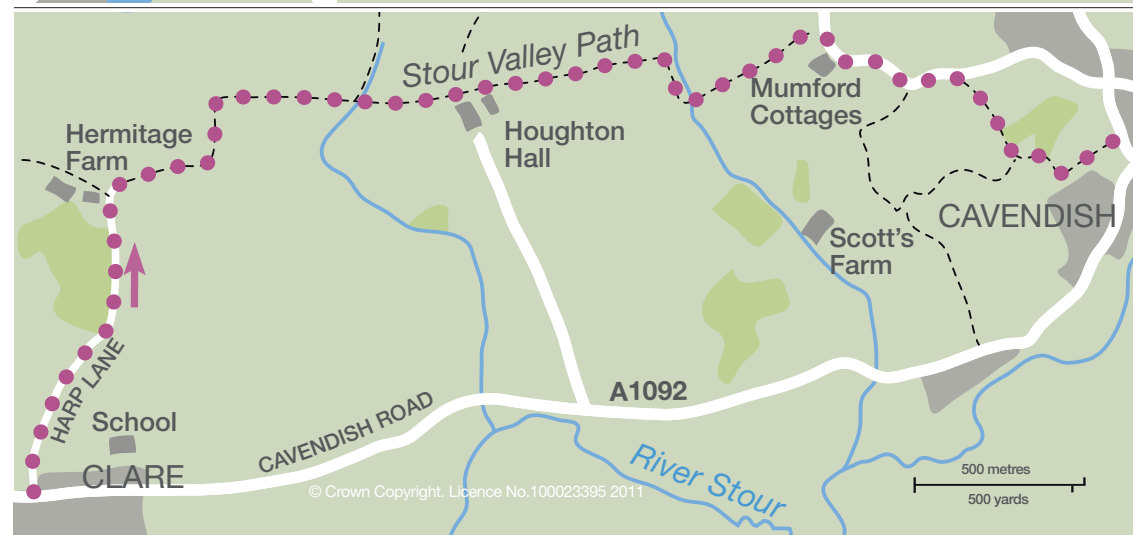 Stour Valley Path
Mumford
Cottages
Hermitage
Farm
Houghton
Hall
CAVENDISH
Scott's
Farm
HARP LANE
A1092
School
CAVENDISH ROAD
CLARE
River Stour
500 metres
500 yards
© Crown Copyright. Licence No.100023395 2011